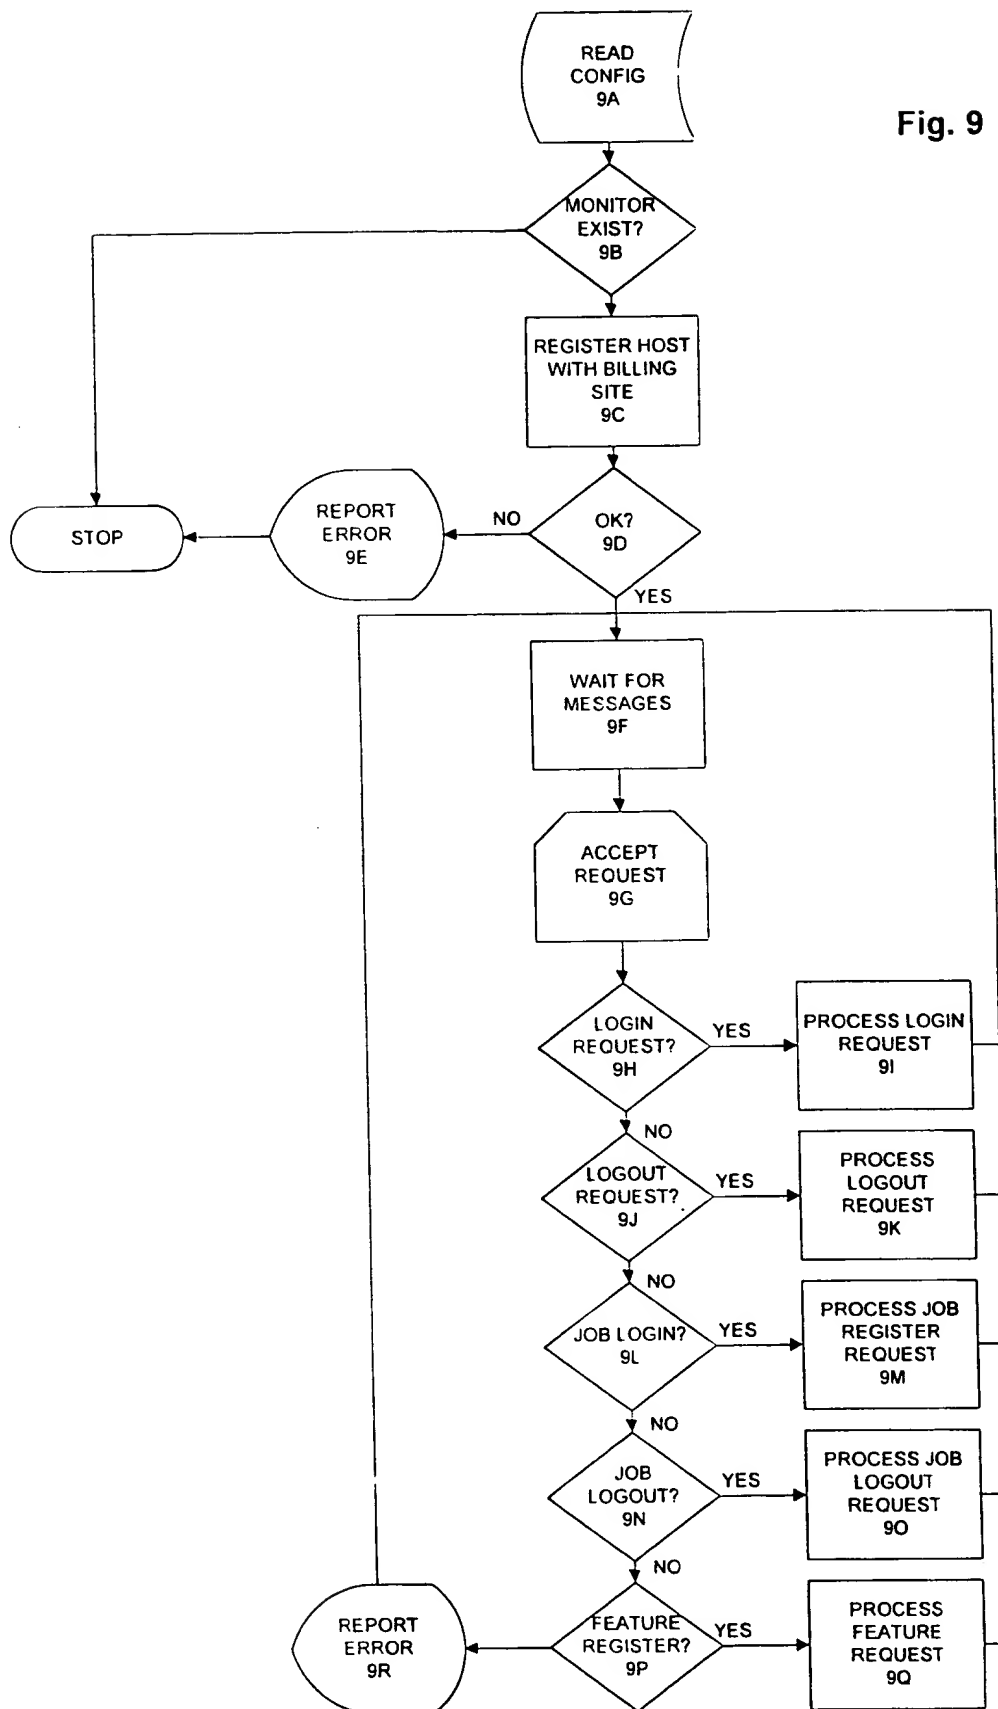 READ
CONFIG
9A
Fig. 9
MONITOR
EXIST?
9B
REGISTER HOST
WITH BILLING
SITE
9C
STOP
REPORT
ERROR
9E
NO
OK?
9D
YES
WAIT FOR
MESSAGES
9F
ACCEPT
REQUEST
9G
LOGIN
REQUEST?
9H
YES
PROCESS LOGIN
REQUEST
9I
NO
LOGOUT
REQUEST?
9J
YES
PROCESS
LOGOUT
REQUEST
9K
NO
JOB LOGIN?
9L
YES
PROCESS JOB
REGISTER
REQUEST
9M
NO
JOB
LOGOUT?
9N
YES
PROCESS JOB
LOGOUT
REQUEST
9O
NO
REPORT
ERROR
9R
FEATURE
REGISTER?
9P
YES
PROCESS
FEATURE
REQUEST
9Q